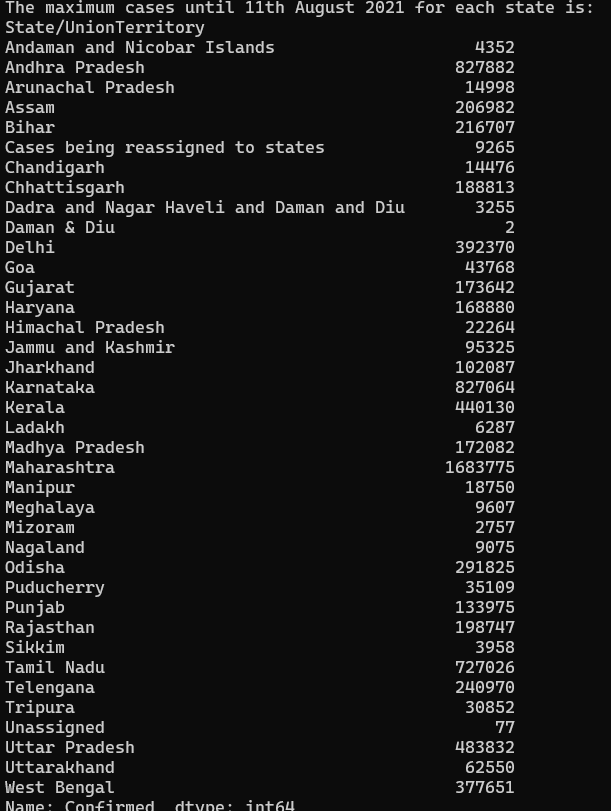 The maximum cases until 11th August 2021 for each state is:
State/UnionTerritory
Andaman and Nicobar Islands 4352
Andhra Pradesh 827882
Arunachal Pradesh 14998
Assam 206982
Bihar 216707
Cases being reassigned to states 9265
Chandigarh 14476
Chhattisgarh 188813
Dadra and Nagar Haveli and Daman and Diu 3255
Daman & Diu 2
Delhi 392370
Goa 43768
Gujarat 173642
Haryana 168880
Himachal Pradesh 22264
Jammu and Kashmir 95325
Jharkhand 102087
Karnataka 827064
Kerala 440130
Ladakh 6287
Madhya Pradesh 172082
Maharashtra 1683775
Manipur 18750
Meghalaya 9607
Mizoram 2757
Nagaland 9075
Odisha 291825
Puducherry 35109
Punjab 133975
Rajasthan 198747
Sikkim 3958
Tamil Nadu 727026
Telengana 240970
Tripura 30852
Unassigned 77
Uttar Pradesh 483832
Uttarakhand 62550
West Bengal 377651
Name: Confirmed, dtype: int64